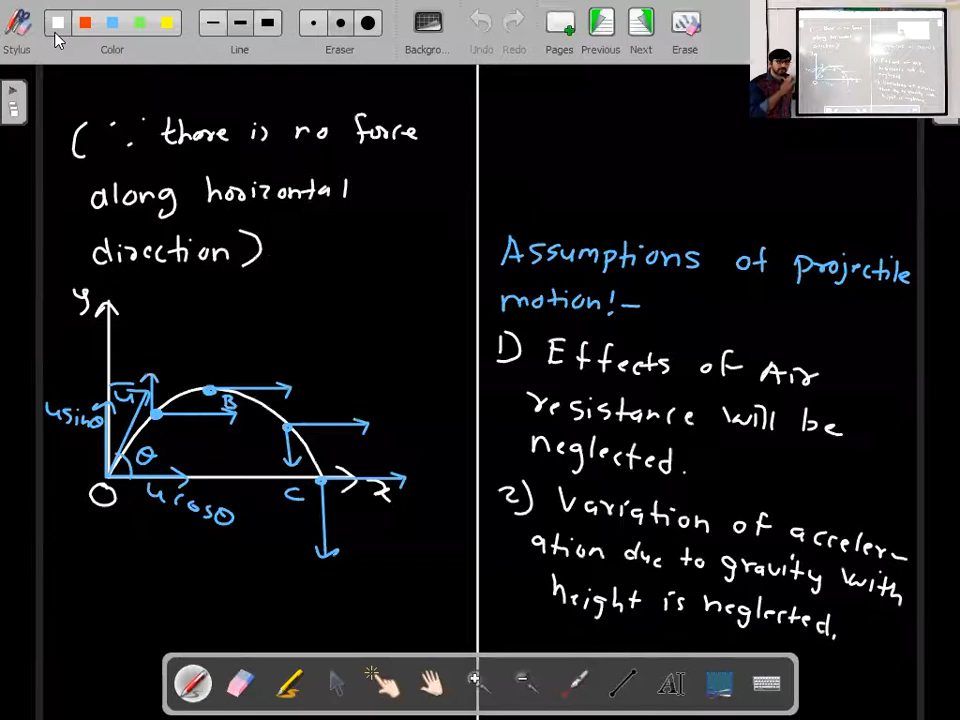 Stylus
Color
Line
Eraser
Backgro...
Undo
Redo
Pages
Previous
Next
Erase
(∵ there is no force
along horizontal
direction)
y
u
B
usinθ
θ
O
ucosθ
C
x
Assumptions of projectile
motion!-
1) Effects of Air
resistance will be
neglected.
2) Variation of acceler-
ation due to gravity with
height is neglected.